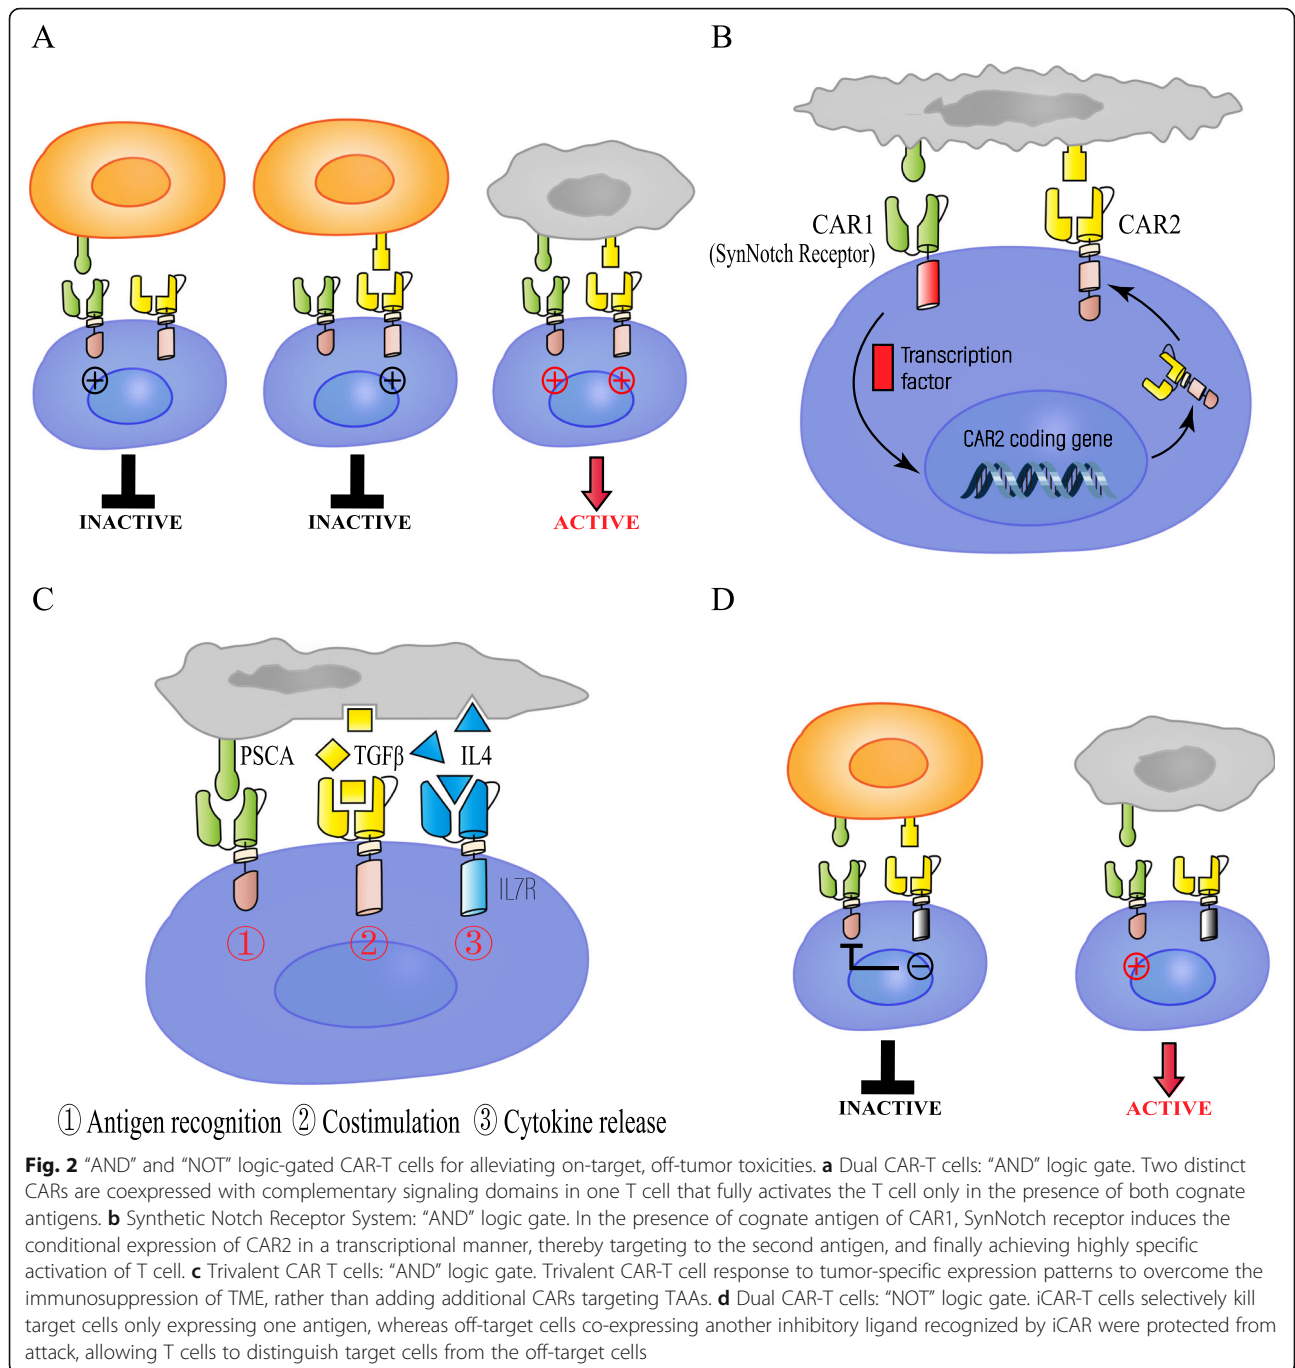 A
B
CAR1
(SynNotch Receptor)
CAR2
Transcription
factor
CAR2 coding gene
INACTIVE
INACTIVE
ACTIVE
C
D
PSCA
TGFβ
IL4
IL7R
①
②
③
INACTIVE
ACTIVE
① Antigen recognition ② Costimulation ③ Cytokine release
Fig. 2 “AND” and “NOT” logic-gated CAR-T cells for alleviating on-target, off-tumor toxicities. a Dual CAR-T cells: “AND” logic gate. Two distinct
CARs are coexpressed with complementary signaling domains in one T cell that fully activates the T cell only in the presence of both cognate
antigens. b Synthetic Notch Receptor System: “AND” logic gate. In the presence of cognate antigen of CAR1, SynNotch receptor induces the
conditional expression of CAR2 in a transcriptional manner, thereby targeting to the second antigen, and finally achieving highly specific
activation of T cell. c Trivalent CAR T cells: “AND” logic gate. Trivalent CAR-T cell response to tumor-specific expression patterns to overcome the
immunosuppression of TME, rather than adding additional CARs targeting TAAs. d Dual CAR-T cells: “NOT” logic gate. iCAR-T cells selectively kill
target cells only expressing one antigen, whereas off-target cells co-expressing another inhibitory ligand recognized by iCAR were protected from
attack, allowing T cells to distinguish target cells from the off-target cells